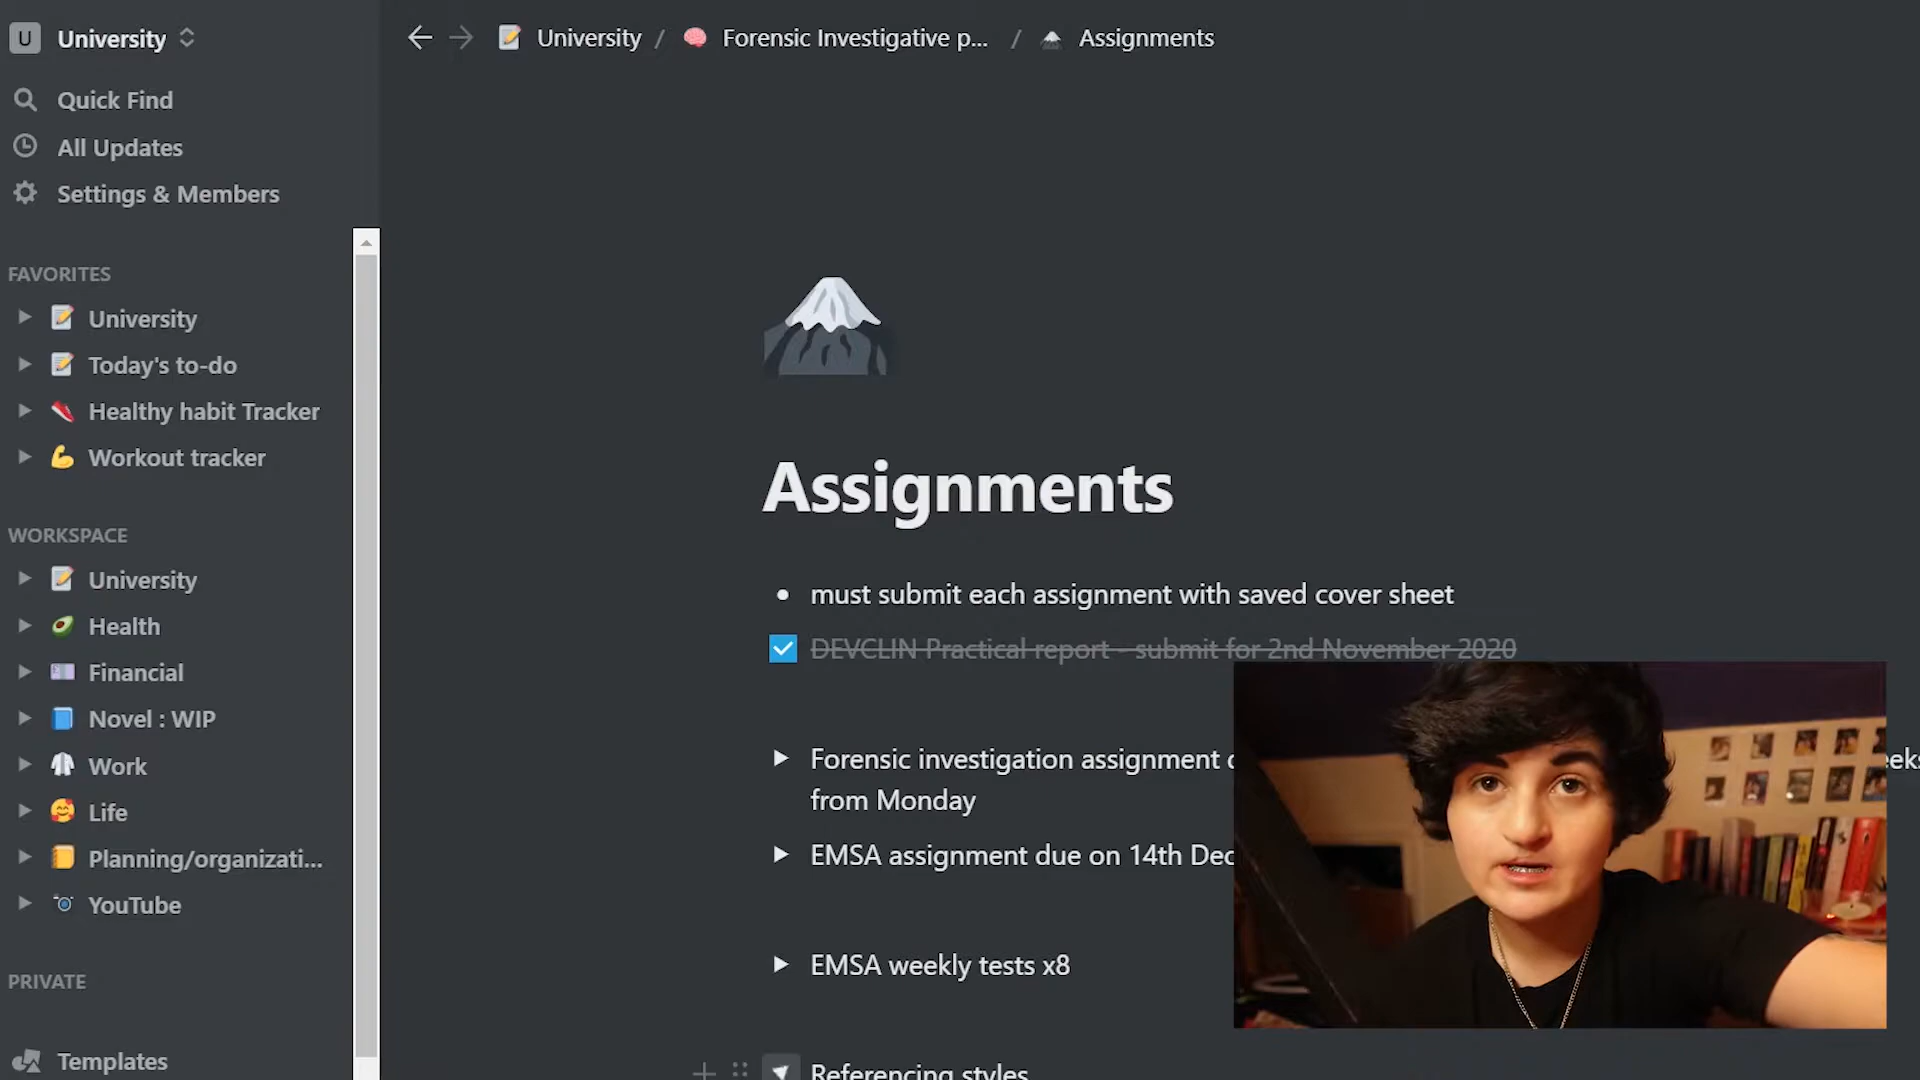 U University
University / Forensic Investigative p... / Assignments
Quick Find
All Updates
Settings & Members
FAVORITES
University
Today's to-do
Healthy habit Tracker
Workout tracker
WORKSPACE
University
Health
Financial
Novel : WIP
Work
Life
Planning/organizati...
YouTube
PRIVATE
Templates
Assignments
must submit each assignment with saved cover sheet
DEVCLIN Practical report - submit for 2nd November 2020
Forensic investigation assignment
from Monday
EMSA assignment due on 14th Dec
EMSA weekly tests x8
Referencing styles